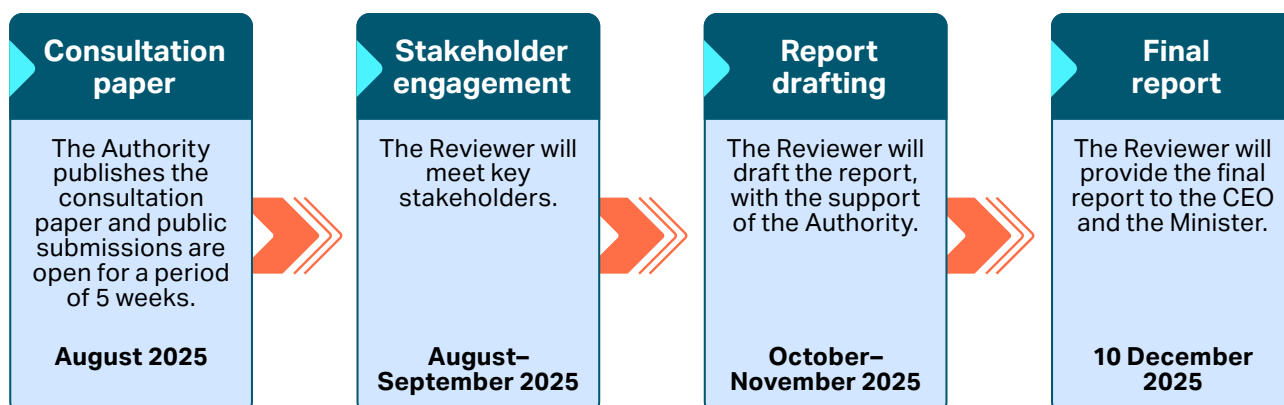 Consultation
paper
The Authority
publishes the
consultation
paper and public
submissions are
open for a period
of 5 weeks.
August 2025
Stakeholder
engagement
The Reviewer will
meet key
stakeholders.
August–
September 2025
Report
drafting
The Reviewer will
draft the report,
with the support
of the Authority.
October–
November 2025
Final
report
The Reviewer will
provide the final
report to the CEO
and the Minister.
10 December
2025